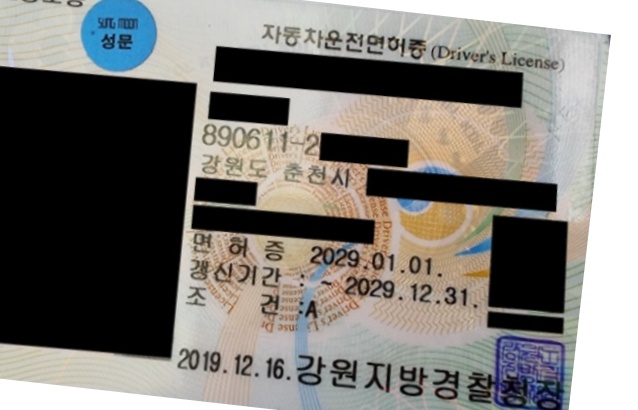 SUNG MOON
성문
자동차운전면허증 (Driver's License)
890611-2
강원도 춘천시
면 허 증 2029.01.01.
갱신기간 : ~ 2029.12.31.
조 건 :A
2019.12.16. 강원지방경찰청장